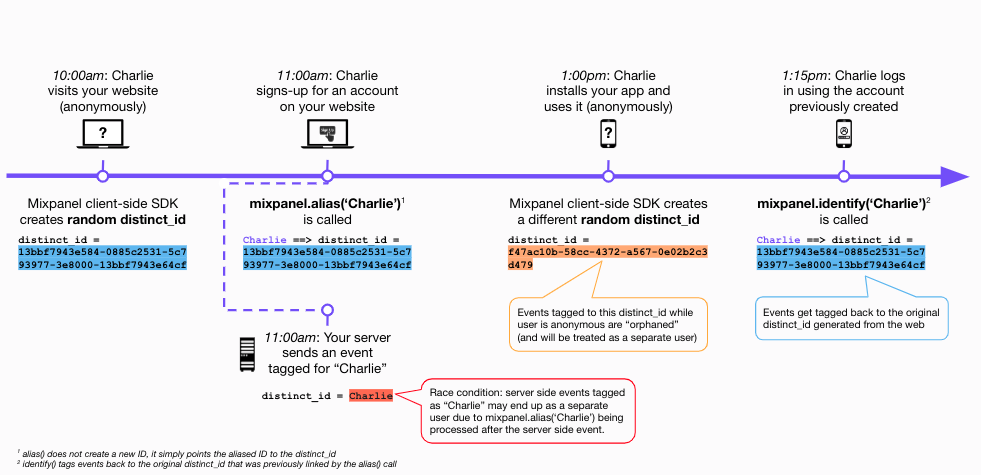 10:00am: Charlie
visits your website
(anonymously)
?
11:00am: Charlie
signs-up for an account
on your website
Sign Up
1:00pm: Charlie
installs your app and
uses it (anonymously)
?
1:15pm: Charlie logs
in using the account
previously created
Mixpanel client-side SDK
creates random distinct_id
distinct_id =
13bbf7943e584-0885c2531-5c7
93977-3e8000-13bbf7943e64cf
mixpanel.alias(‘Charlie’)1
is called
Charlie ==> distinct_id =
13bbf7943e584-0885c2531-5c7
93977-3e8000-13bbf7943e64cf
Mixpanel client-side SDK creates
a different random distinct_id
distinct_id =
f47ac10b-58cc-4372-a567-0e02b2c3
d479
Events tagged to this distinct_id while
user is anonymous are “orphaned”
(and will be treated as a separate user)
mixpanel.identify(‘Charlie’)2
is called
Charlie ==> distinct_id =
13bbf7943e584-0885c2531-5c7
93977-3e8000-13bbf7943e64cf
Events get tagged back to the original
distinct_id generated from the web
11:00am: Your server
sends an event
tagged for “Charlie”
distinct_id = Charlie
Race condition: server side events tagged
as “Charlie” may end up as a separate
user due to mixpanel.alias(‘Charlie’) being
processed after the server side event.
1 alias() does not create a new ID, it simply points the aliased ID to the distinct_id
2 identify() tags events back to the original distinct_id that was previously linked by the alias() call